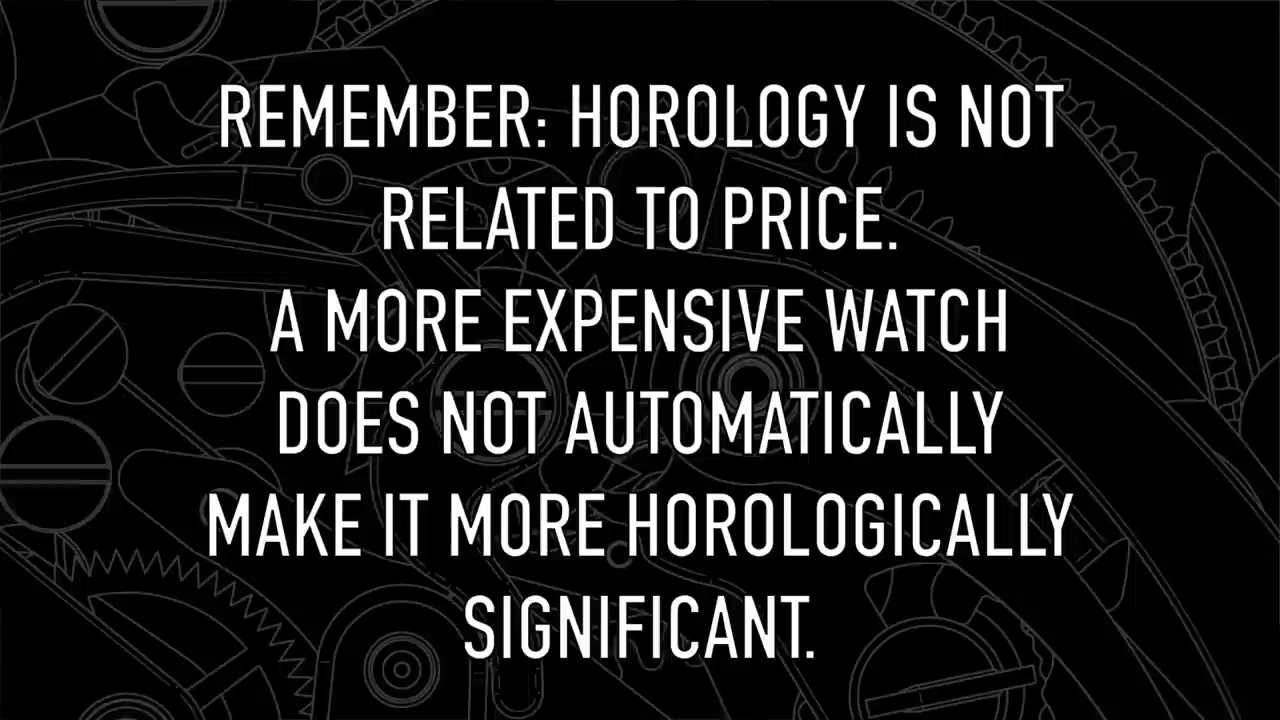 REMEMBER: HOROLOGY IS NOT
RELATED TO PRICE.
A MORE EXPENSIVE WATCH
DOES NOT AUTOMATICALLY
MAKE IT MORE HOROLOGICALLY
SIGNIFICANT.